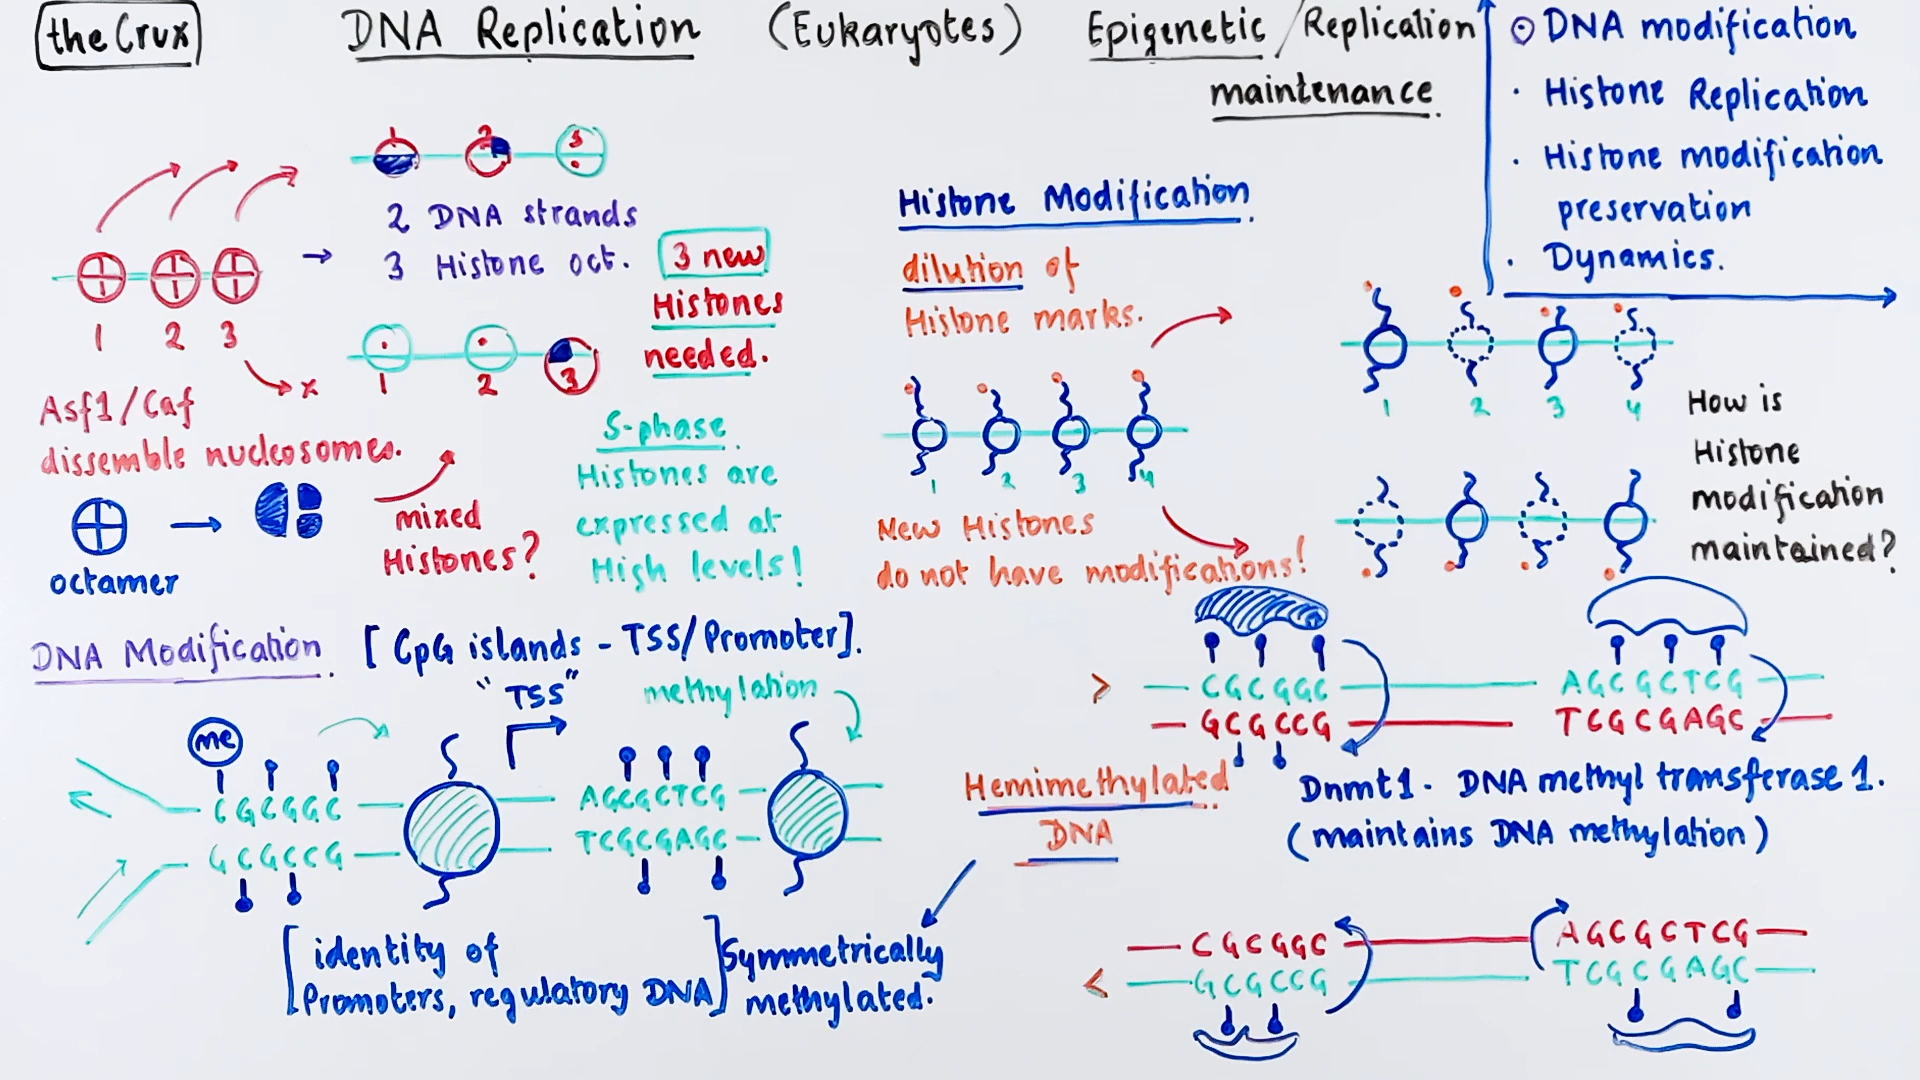 the Crux
DNA Replication (Eukaryotes) Epigenetic / Replication
maintenance.
DNA modification
· Histone Replication
· Histone modification
preservation
· Dynamics.
1 2 3
2 DNA strands
3 Histone oct.
3 new
Histones
needed.
1 2 3
1 2 3
x
Asf1/Caf
dissemble nucleosomes.
octamer
mixed
Histones?
S-phase.
Histones are
expressed at
High levels!
Histone Modification.
dilution of
Histone marks.
1 2 3 4
New Histones
do not have modifications!
1 2 3 4
How is
Histone
modification
maintained?
DNA Modification. [CpG islands - TSS/Promoter].
"TSS"
methylation
me
CGCGGC
GCGCCG
AGCGCTCG
TCGCGAGC
[identity of
Promoters, regulatory DNA]
Symmetrically
methylated.
Hemimethylated.
DNA
>
CGCGGC
GCGCCG
AGCGCTCG
TCGCGAGC
Dnmt1 - DNA methyl transferase 1.
(maintains DNA methylation)
<
CGCGGC
GCGCCG
AGCGCTCG
TCGCGAGC